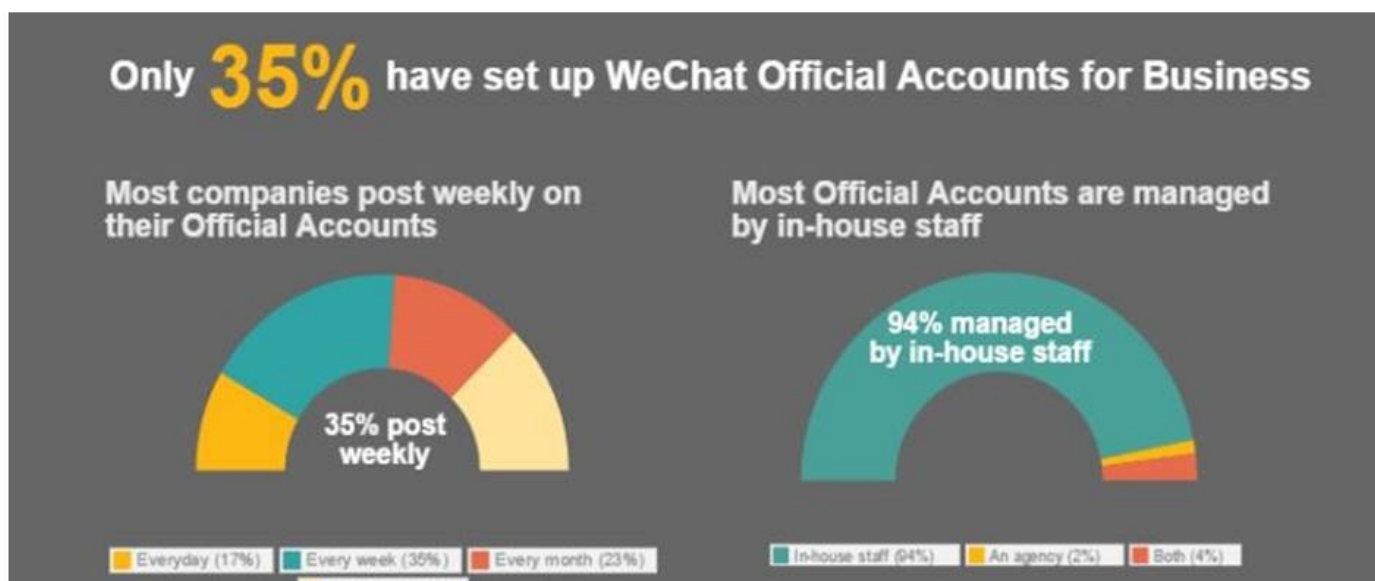 Only 35% have set up WeChat Official Accounts for Business
Most companies post weekly on
their Official Accounts
35% post
weekly
Everyday (17%)
Every week (35%)
Every month (23%)
Most Official Accounts are managed
by in-house staff
94% managed
by in-house staff
In-house staff (94%)
An agency (2%)
Both (4%)